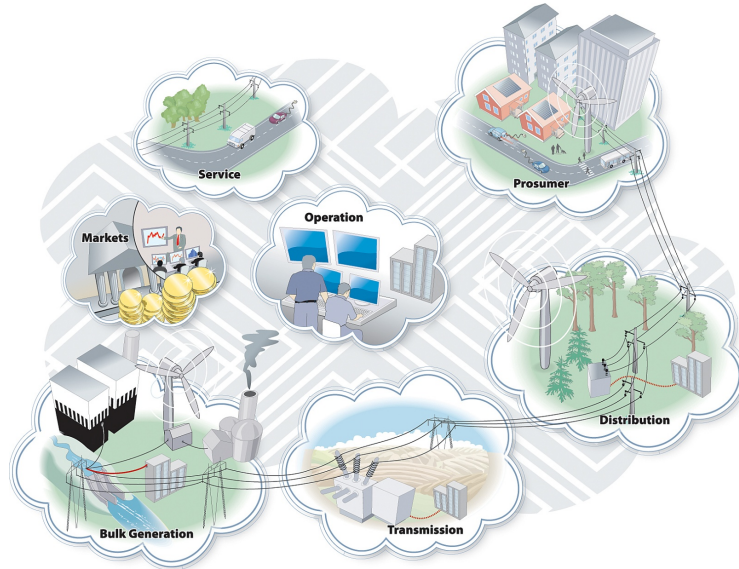 Service
Prosumer
Markets
Operation
Distribution
Bulk Generation
Transmission